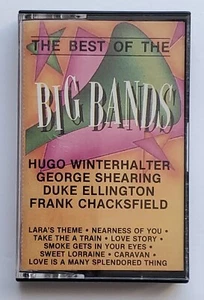 THE BEST OF THE
BIG BANDS
HUGO WINTERHALTER
GEORGE SHEARING
DUKE ELLINGTON
FRANK CHACKSFIELD
LARA'S THEME • NEARNESS OF YOU •
TAKE THE A TRAIN • LOVE STORY •
SMOKE GETS IN YOUR EYES •
SWEET LORRAINE • CARAVAN •
LOVE IS A MANY SPLENDORED THING